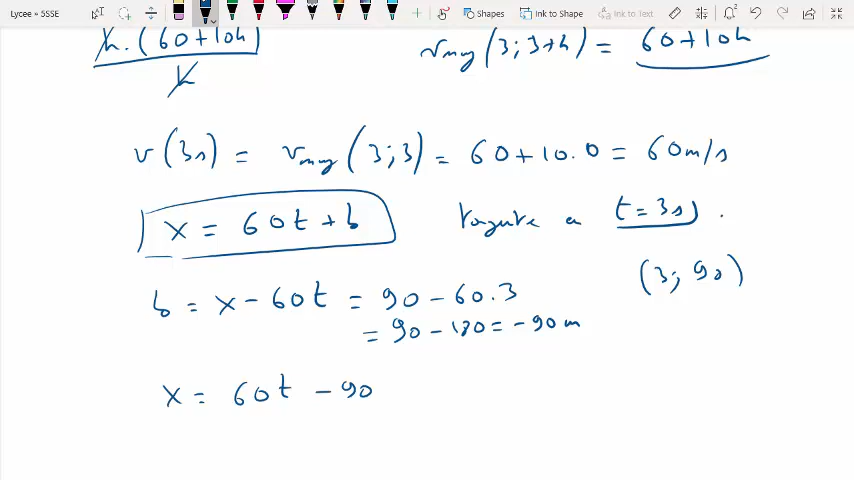 Lycee » 5SSE
Shapes Ink to Shape Ink to Text
h.(60+10h)
h
vmoy (3; 3+h) = 60+10h
v(3s) = vmoy (3; 3) = 60+10.0 = 60m/s
x = 60t + b
a t=3s.
(3; 90)
b = x - 60t = 90 - 60.3
= 90 - 180 = -90m
x = 60t - 90